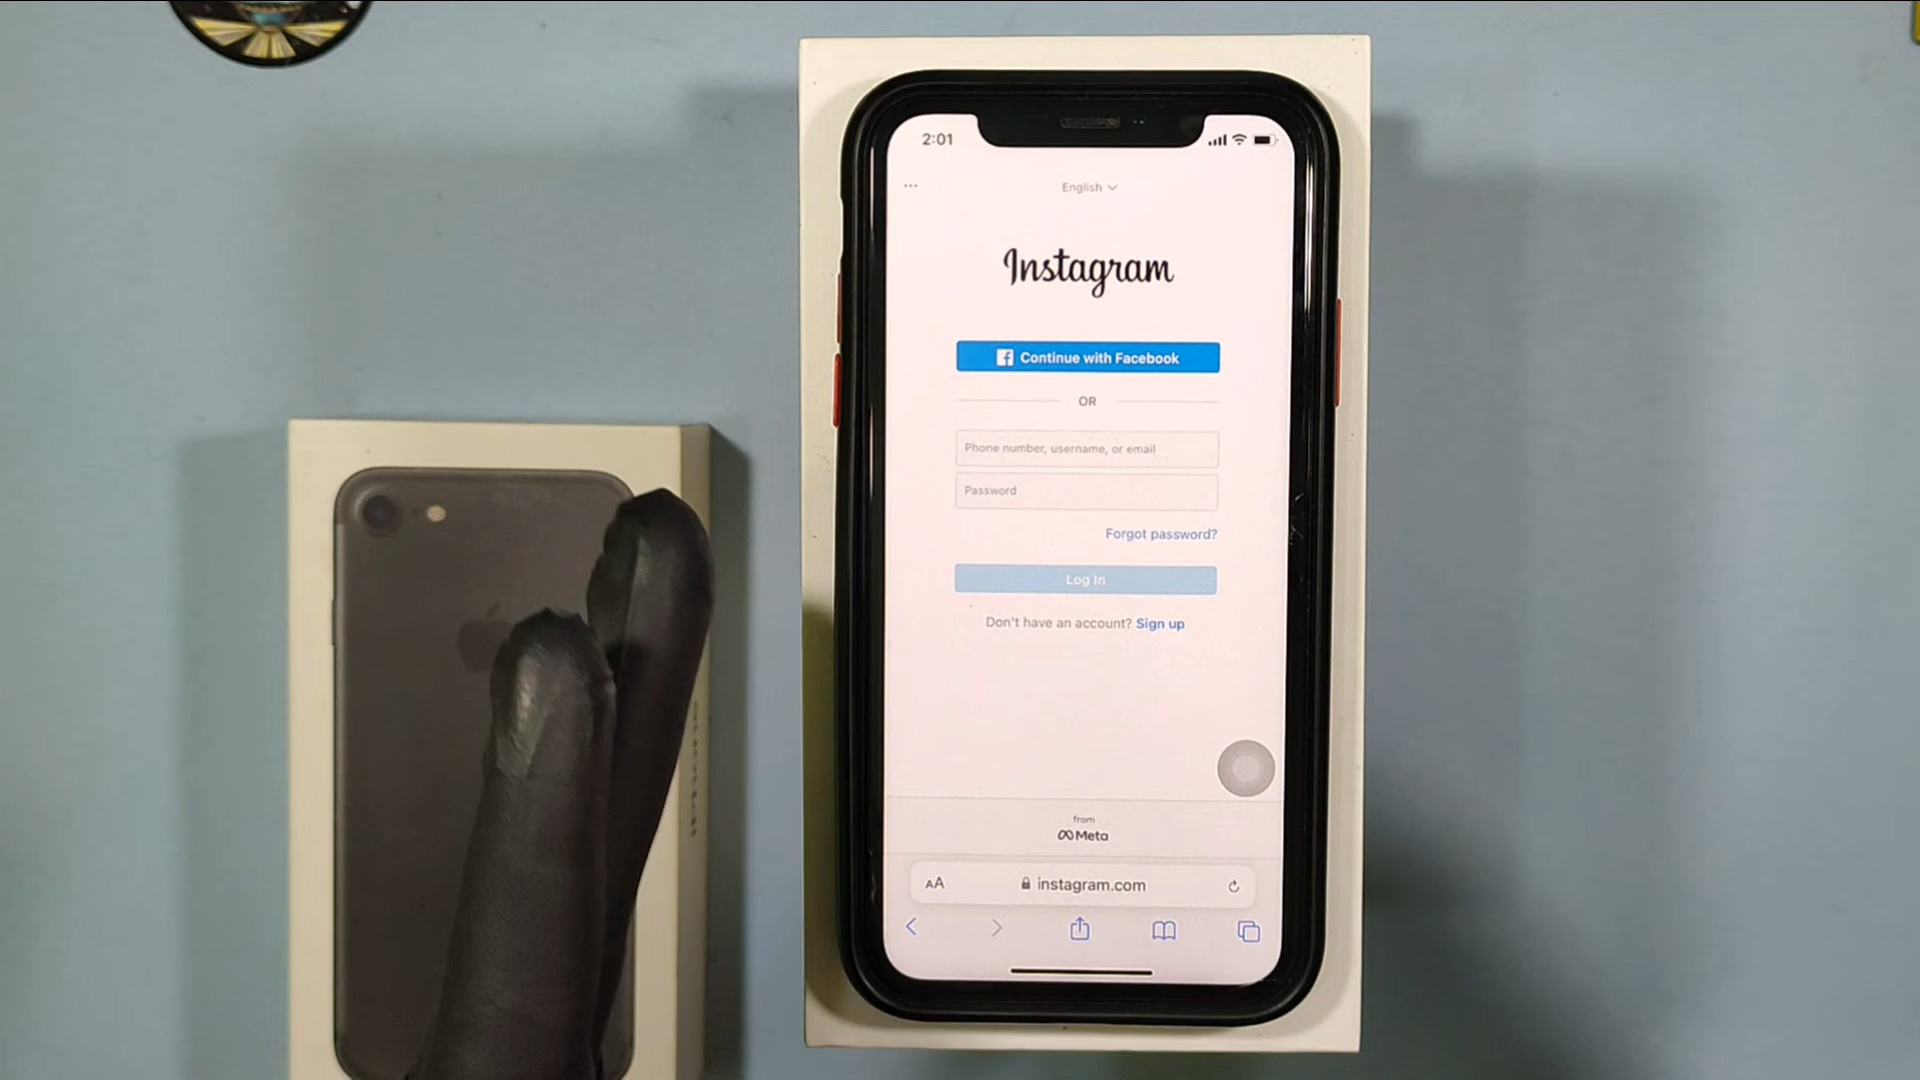 2:01
English
Instagram
Continue with Facebook
OR
Phone number, username, or email
Password
Forgot password?
Log In
Don't have an account? Sign up
from
Meta
AA instagram.com